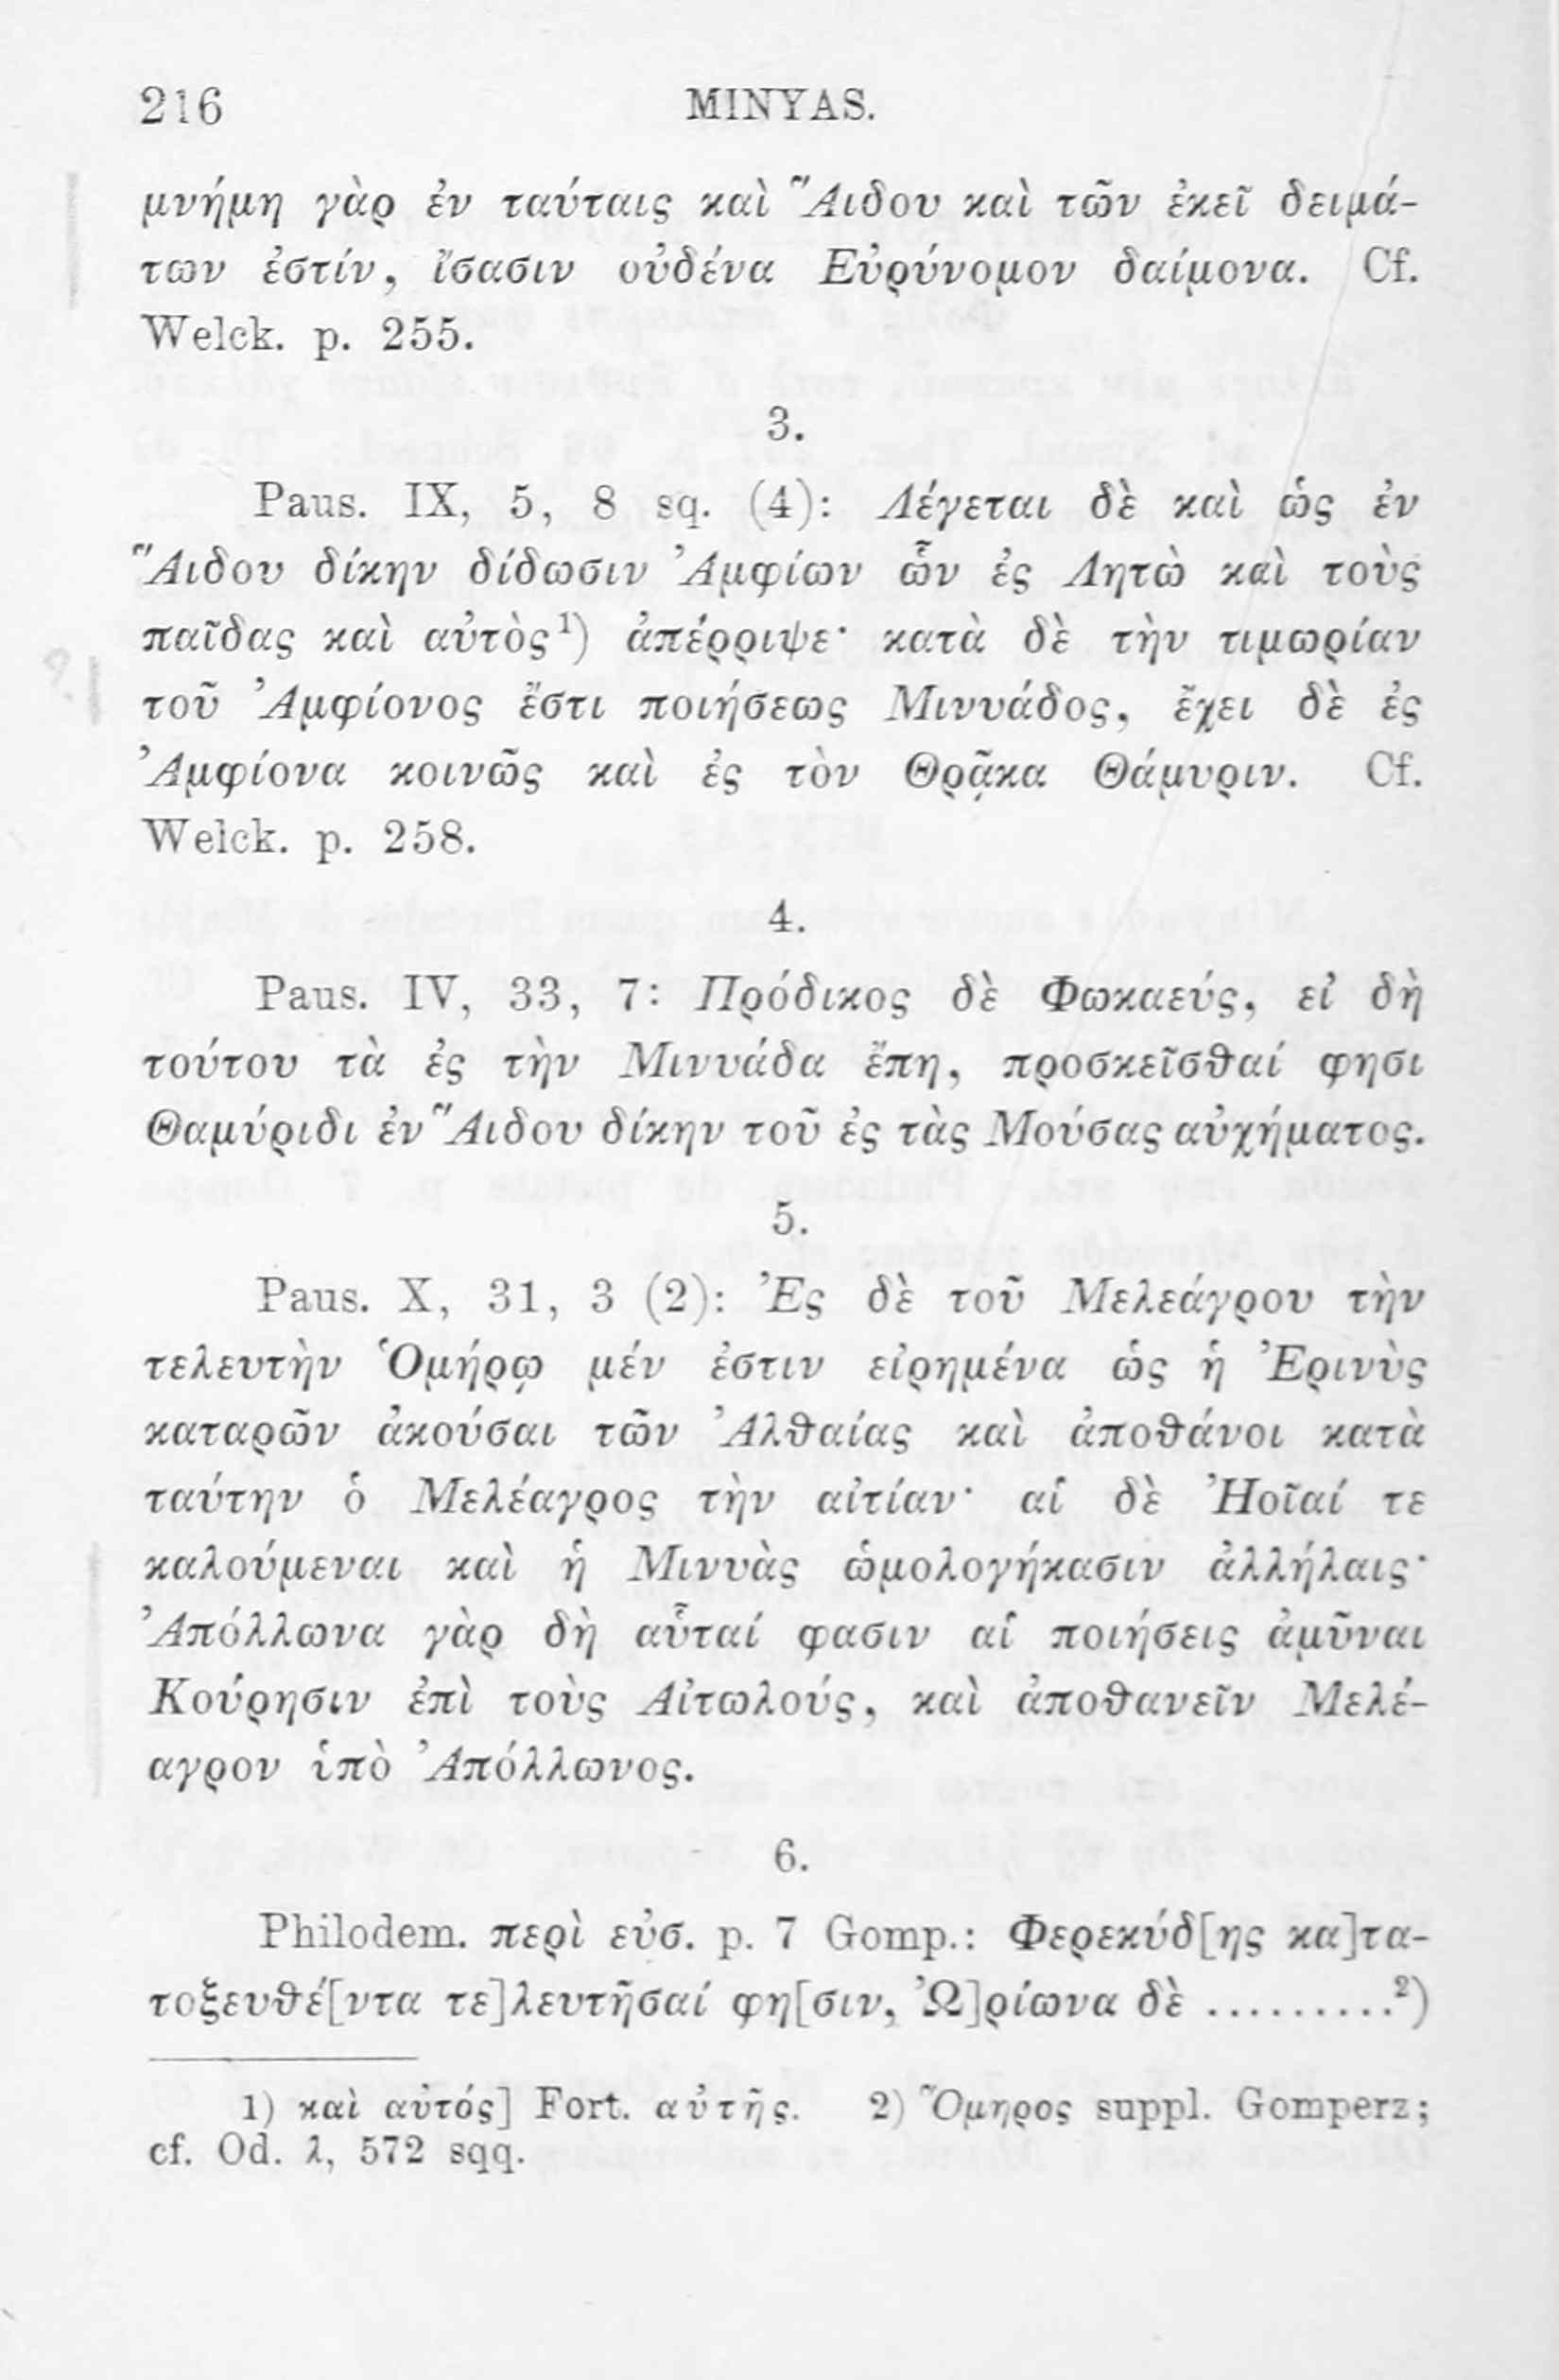 216 MINYAS.
μνήμη γὰρ ἐν ταύταις καὶ Ἅιδου καὶ τῶν ἐκεῖ δειμά-
των ἐστίν, ἴσασιν οὐδένα Εὐρύνομον δαίμονα. Cf.
Welck. p. 255.
3.
Paus. IX, 5, 8 sq. (4): Λέγεται δὲ καὶ ὡς ἐν
Ἅιδου δίκην δίδωσιν Ἀμφίων ὧν ἐς Λητὼ καὶ τοὺς
παῖδας καὶ αὐτὸς¹) ἀπέρριψε· κατὰ δὲ τὴν τιμωρίαν
τοῦ Ἀμφίονος ἔστι ποιήσεως Μινυάδος, ἔχει δὲ ἐς
Ἀμφίονα κοινῶς καὶ ἐς τὸν Θρᾷκα Θάμυριν. Cf.
Welck. p. 258.
4.
Paus. IV, 33, 7: Πρόδικος δὲ Φωκαεύς, εἰ δὴ
τούτου τὰ ἐς τὴν Μινυάδα ἔπη, προσκεῖσθαί φησι
Θαμύριδι ἐν Ἅιδου δίκην τοῦ ἐς τὰς Μούσας αὐχήματος.
5.
Paus. X, 31, 3 (2): Ἐς δὲ τοῦ Μελεάγρου τὴν
τελευτὴν Ὁμήρῳ μέν ἐστιν εἰρημένα ὡς ἡ Ἐρινὺς
καταρῶν ἀκούσαι τῶν Ἀλθαίας καὶ ἀποθάνοι κατὰ
ταύτην ὁ Μελέαγρος τὴν αἰτίαν· αἱ δὲ Ἠοῖαί τε
καλούμεναι καὶ ἡ Μινυὰς ὡμολογήκασιν ἀλλήλαις·
Ἀπόλλωνα γὰρ δὴ αὗταί φασιν αἱ ποιήσεις ἀμῦναι
Κούρησιν ἐπὶ τοὺς Αἰτωλούς, καὶ ἀποθανεῖν Μελέ-
αγρον ὑπὸ Ἀπόλλωνος.
6.
Philodem. περὶ εὐσ. p. 7 Gomp.: Φερεκύδ[ης κα]τα-
τοξευθέ[ντα τε]λευτῆσαί φη[σιν, Ὠ]ρίωνα δὲ .........²)
1) καὶ αὐτός] Fort. αὐτῆς. 2) Ὅμηρος suppl. Gomperz;
cf. Od. λ, 572 sqq.